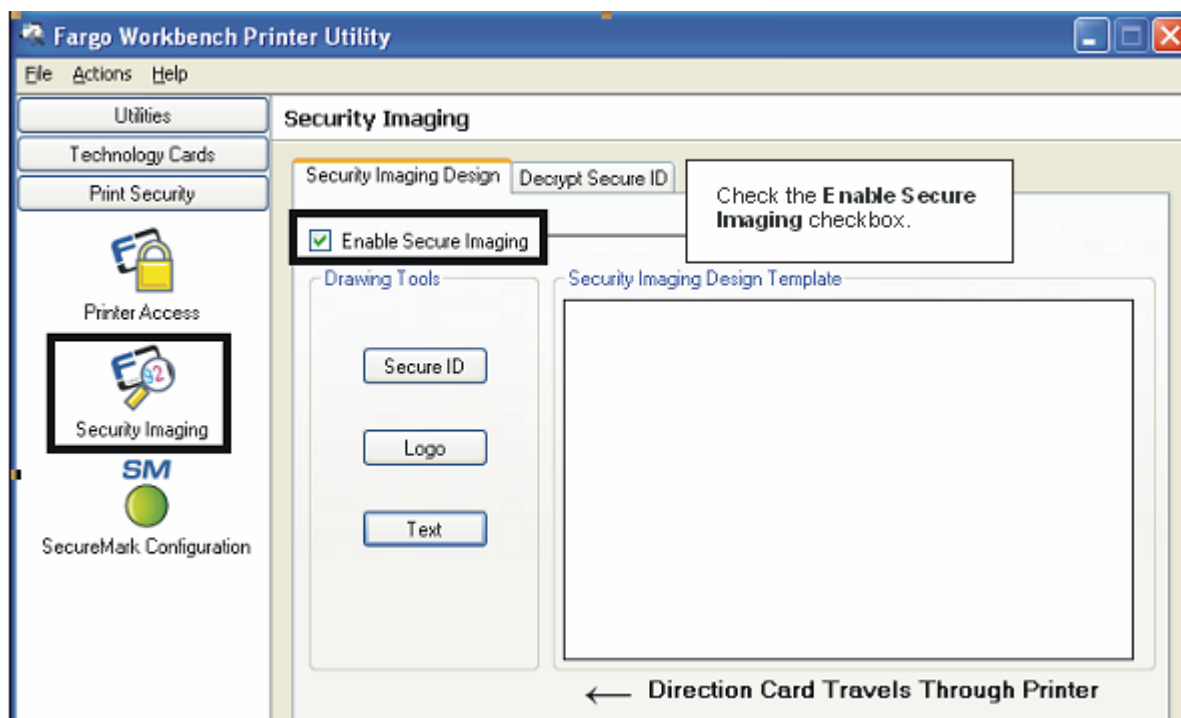 Fargo Workbench Printer Utility
File Actions Help
Utilities
Technology Cards
Print Security
Printer Access
Security Imaging
SM
SecureMark Configuration
Security Imaging
Security Imaging Design
Decrypt Secure ID
Check the Enable Secure
Imaging checkbox.
Enable Secure Imaging
Drawing Tools
Secure ID
Logo
Text
Security Imaging Design Template
← Direction Card Travels Through Printer